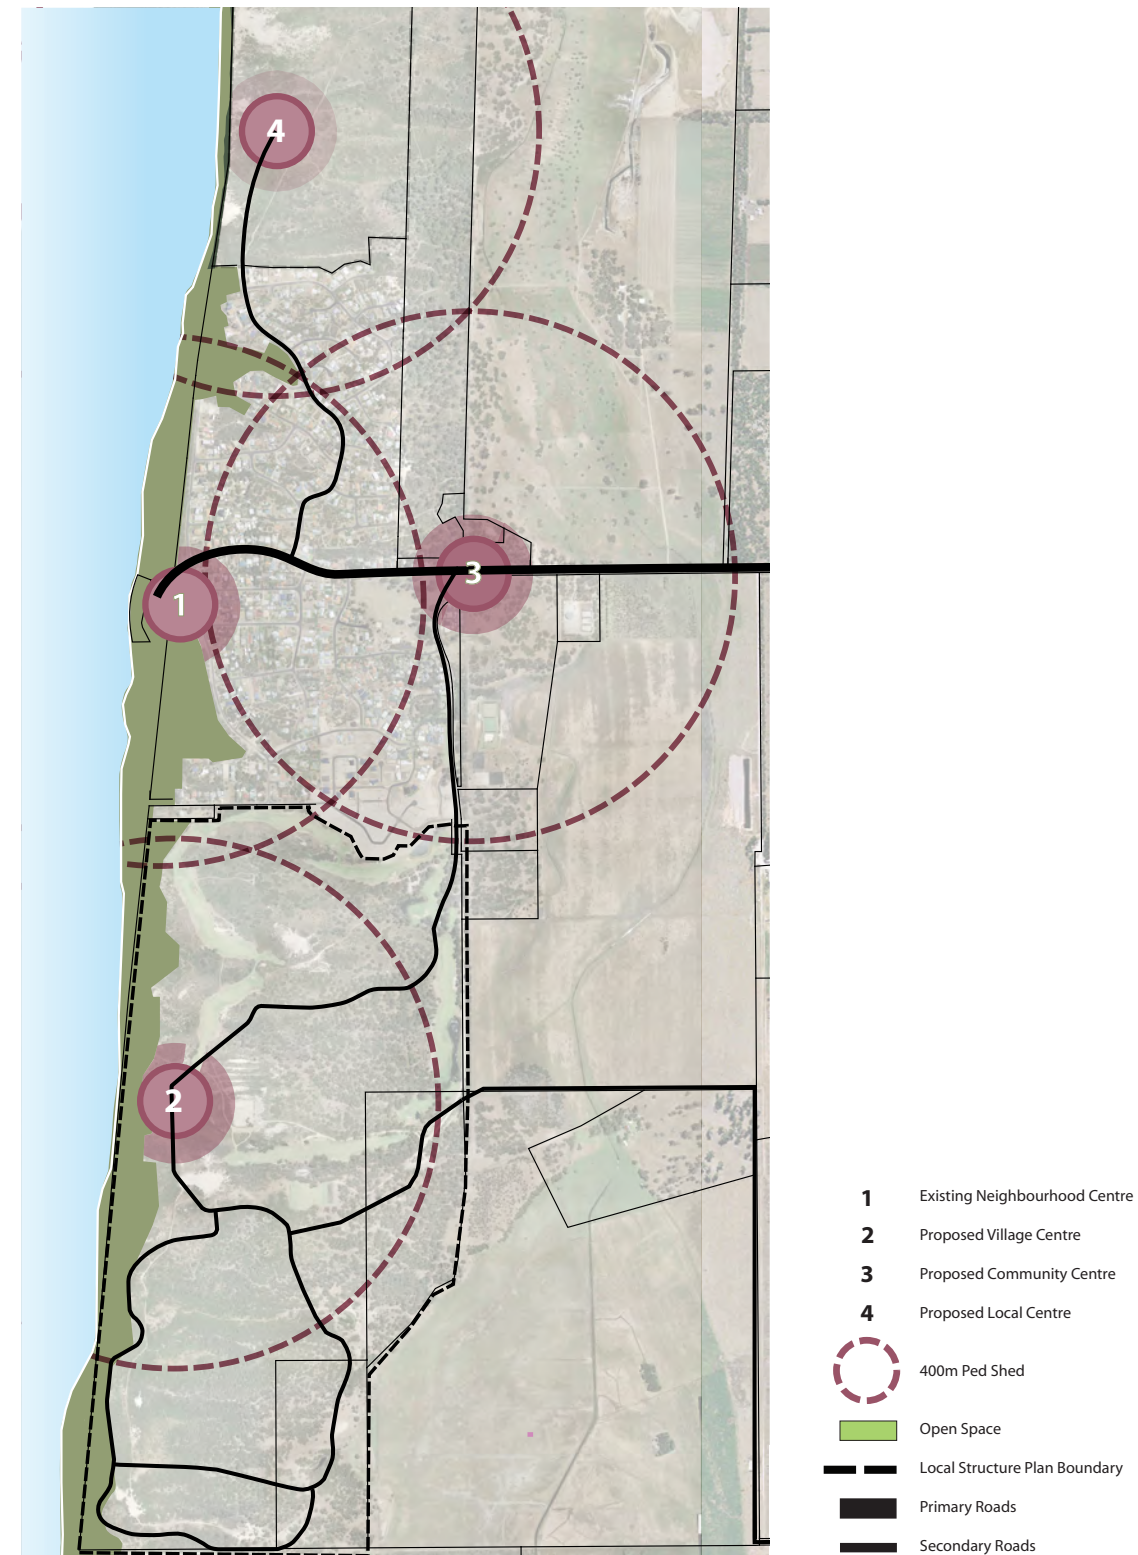 4
3
1
2
1 Existing Neighbourhood Centre
2 Proposed Village Centre
3 Proposed Community Centre
4 Proposed Local Centre
400m Ped Shed
Open Space
Local Structure Plan Boundary
Primary Roads
Secondary Roads